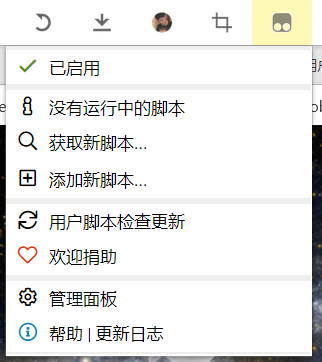 已启用
没有运行中的脚本
获取新脚本...
添加新脚本...
用户脚本检查更新
欢迎捐助
管理面板
帮助 | 更新日志